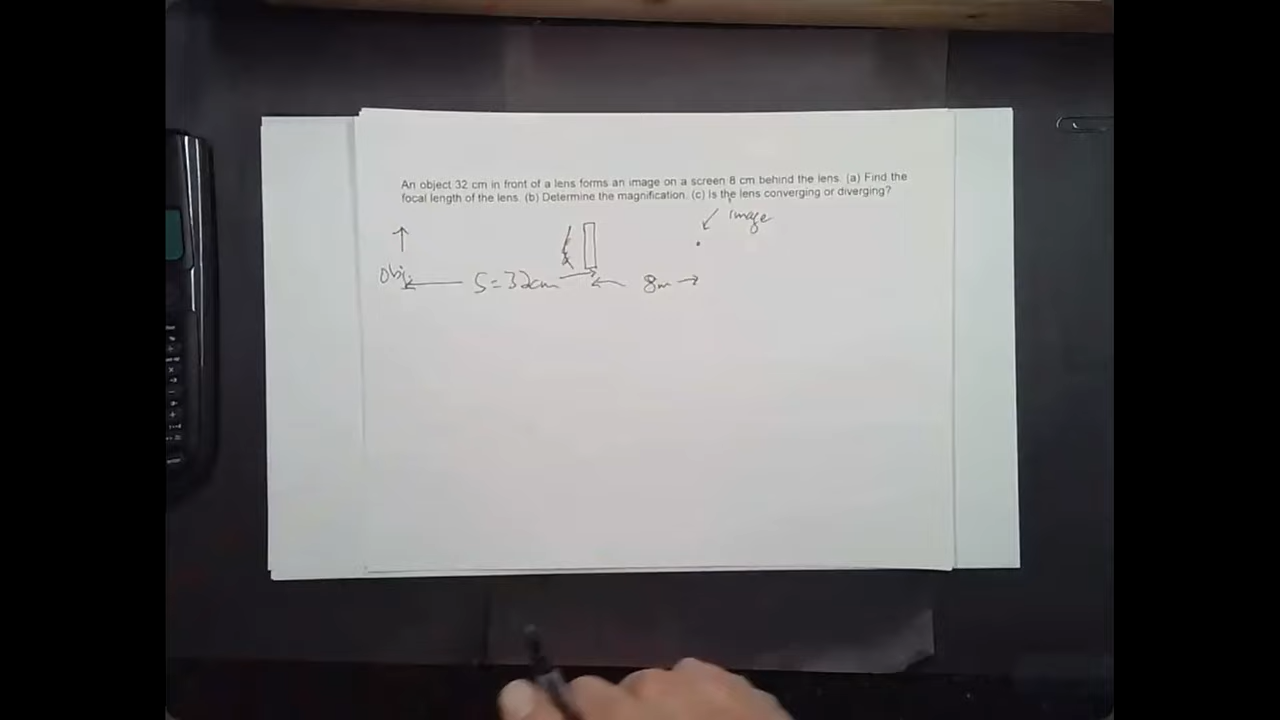 An object 32 cm in front of a lens forms an image on a screen 8 cm behind the lens. (a) Find the
focal length of the lens. (b) Determine the magnification. (c) Is the lens converging or diverging?
image
Obj.
S = 32cm
8m